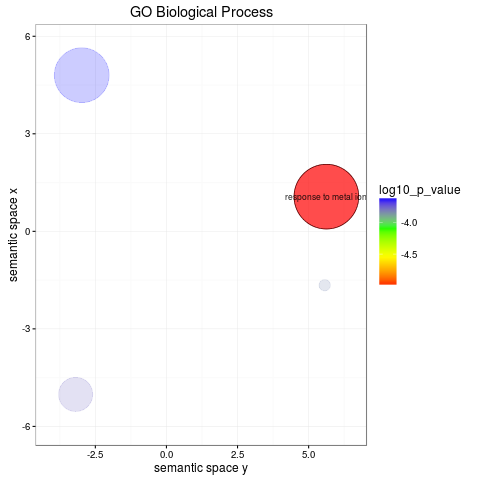 GO Biological Process
6
3
0
-3
-6
semantic space x
response to metal ion
-2.5
0.0
2.5
5.0
semantic space y
log10_p_value
-4.0
-4.5